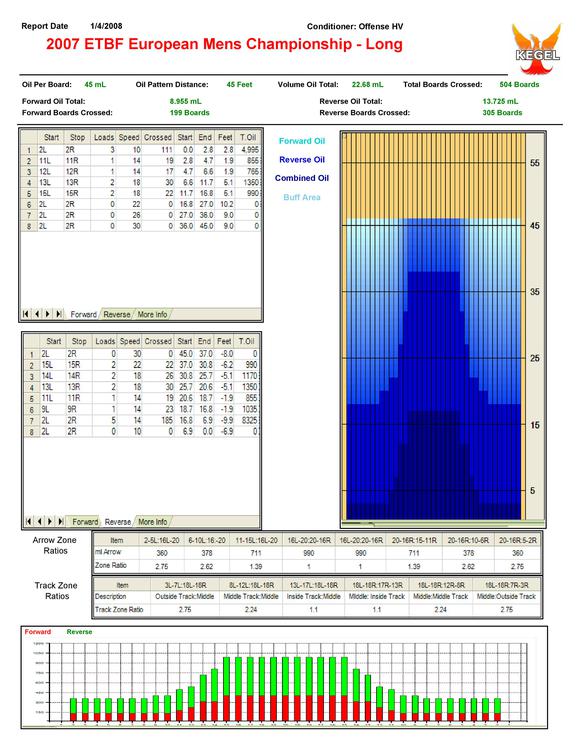 Report Date 1/4/2008 Conditioner: Offense HV
2007 ETBF European Mens Championship - Long
KEGEL
Oil Per Board: 45 mL Oil Pattern Distance: 45 Feet Volume Oil Total: 22.68 mL Total Boards Crossed: 504 Boards
Forward Oil Total: 8.955 mL Reverse Oil Total: 13.725 mL
Forward Boards Crossed: 199 Boards Reverse Boards Crossed: 305 Boards
Start Stop Loads Speed Crossed Start End Feet T.Oil
1 2L 2R 3 10 111 0.0 2.8 2.8 4,995
2 11L 11R 1 14 19 2.8 4.7 1.9 855
3 12L 12R 1 14 17 4.7 6.6 1.9 765
4 13L 13R 2 18 30 6.6 11.7 5.1 1350
5 15L 15R 2 18 22 11.7 16.8 5.1 990
6 2L 2R 0 22 0 16.8 27.0 10.2 0
7 2L 2R 0 26 0 27.0 36.0 9.0 0
8 2L 2R 0 30 0 36.0 45.0 9.0 0
Forward Reverse More Info
Forward Oil
Reverse Oil
Combined Oil
Buff Area
55
45
35
25
15
5
Start Stop Loads Speed Crossed Start End Feet T.Oil
1 2L 2R 0 30 0 45.0 37.0 -8.0 0
2 15L 15R 2 22 22 37.0 30.8 -6.2 990
3 14L 14R 2 18 26 30.8 25.7 -5.1 1170
4 13L 13R 2 18 30 25.7 20.6 -5.1 1350
5 11L 11R 1 14 19 20.6 18.7 -1.9 855
6 9L 9R 1 14 23 18.7 16.8 -1.9 1035
7 2L 2R 5 14 185 16.8 6.9 -9.9 8325
8 2L 2R 0 10 0 6.9 0.0 -6.9 0
Forward Reverse More Info
Arrow Zone Ratios
Item 2-5L:16L-20 6-10L:16-20 11-15L:16L-20 16L-20:20-16R 16L-20:20-16R 20-16R:15-11R 20-16R:10-6R 20-16R:5-2R
ml Arrow 360 378 711 990 990 711 378 360
Zone Ratio 2.75 2.62 1.39 1 1 1.39 2.62 2.75
Track Zone Ratios
Item 3L-7L:18L-18R 8L-12L:18L-18R 13L-17L:18L-18R 18L-18R:17R-13R 18L-18R:12R-8R 18L-18R:7R-3R
Description Outside Track:Middle Middle Track:Middle Inside Track:Middle Middle: Inside Track Middle:Middle Track Middle:Outside Track
Track Zone Ratio 2.75 2.24 1.1 1.1 2.24 2.75
Forward Reverse